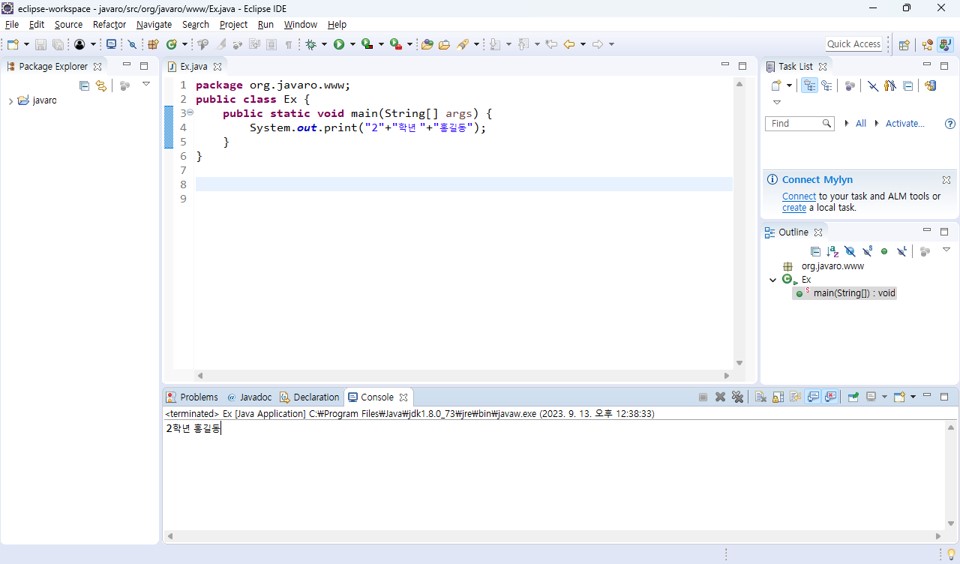 eclipse-workspace - javaro/src/org/javaro/www/Ex.java - Eclipse IDE
File Edit Source Refactor Navigate Search Project Run Window Help
Quick Access
Package Explorer
javaro
Ex.java
1 package org.javaro.www;
2 public class Ex {
3 public static void main(String[] args) {
4 System.out.print("2"+"학년 "+"홍길동");
5 }
6 }
7
8
9
Task List
Find All Activate...
Connect Mylyn
Connect to your task and ALM tools or
create a local task.
Outline
org.javaro.www
Ex
main(String[]) : void
Problems @ Javadoc Declaration Console
<terminated> Ex [Java Application] C:₩Program Files₩Java₩jdk1.8.0_73₩jre₩bin₩javaw.exe (2023. 9. 13. 오후 12:38:33)
2학년 홍길동